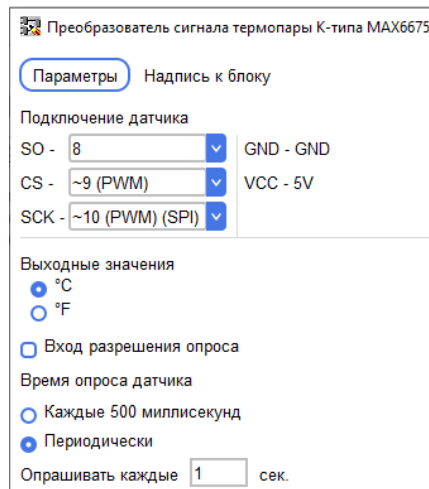 Преобразователь сигнала термопары К-типа MAX6675
Параметры Надпись к блоку
Подключение датчика
SO - 8 GND - GND
CS - ~9 (PWM) VCC - 5V
SCK - ~10 (PWM) (SPI)
Выходные значения
°C
°F
Вход разрешения опроса
Время опроса датчика
Каждые 500 миллисекунд
Периодически
Опрашивать каждые 1 сек.